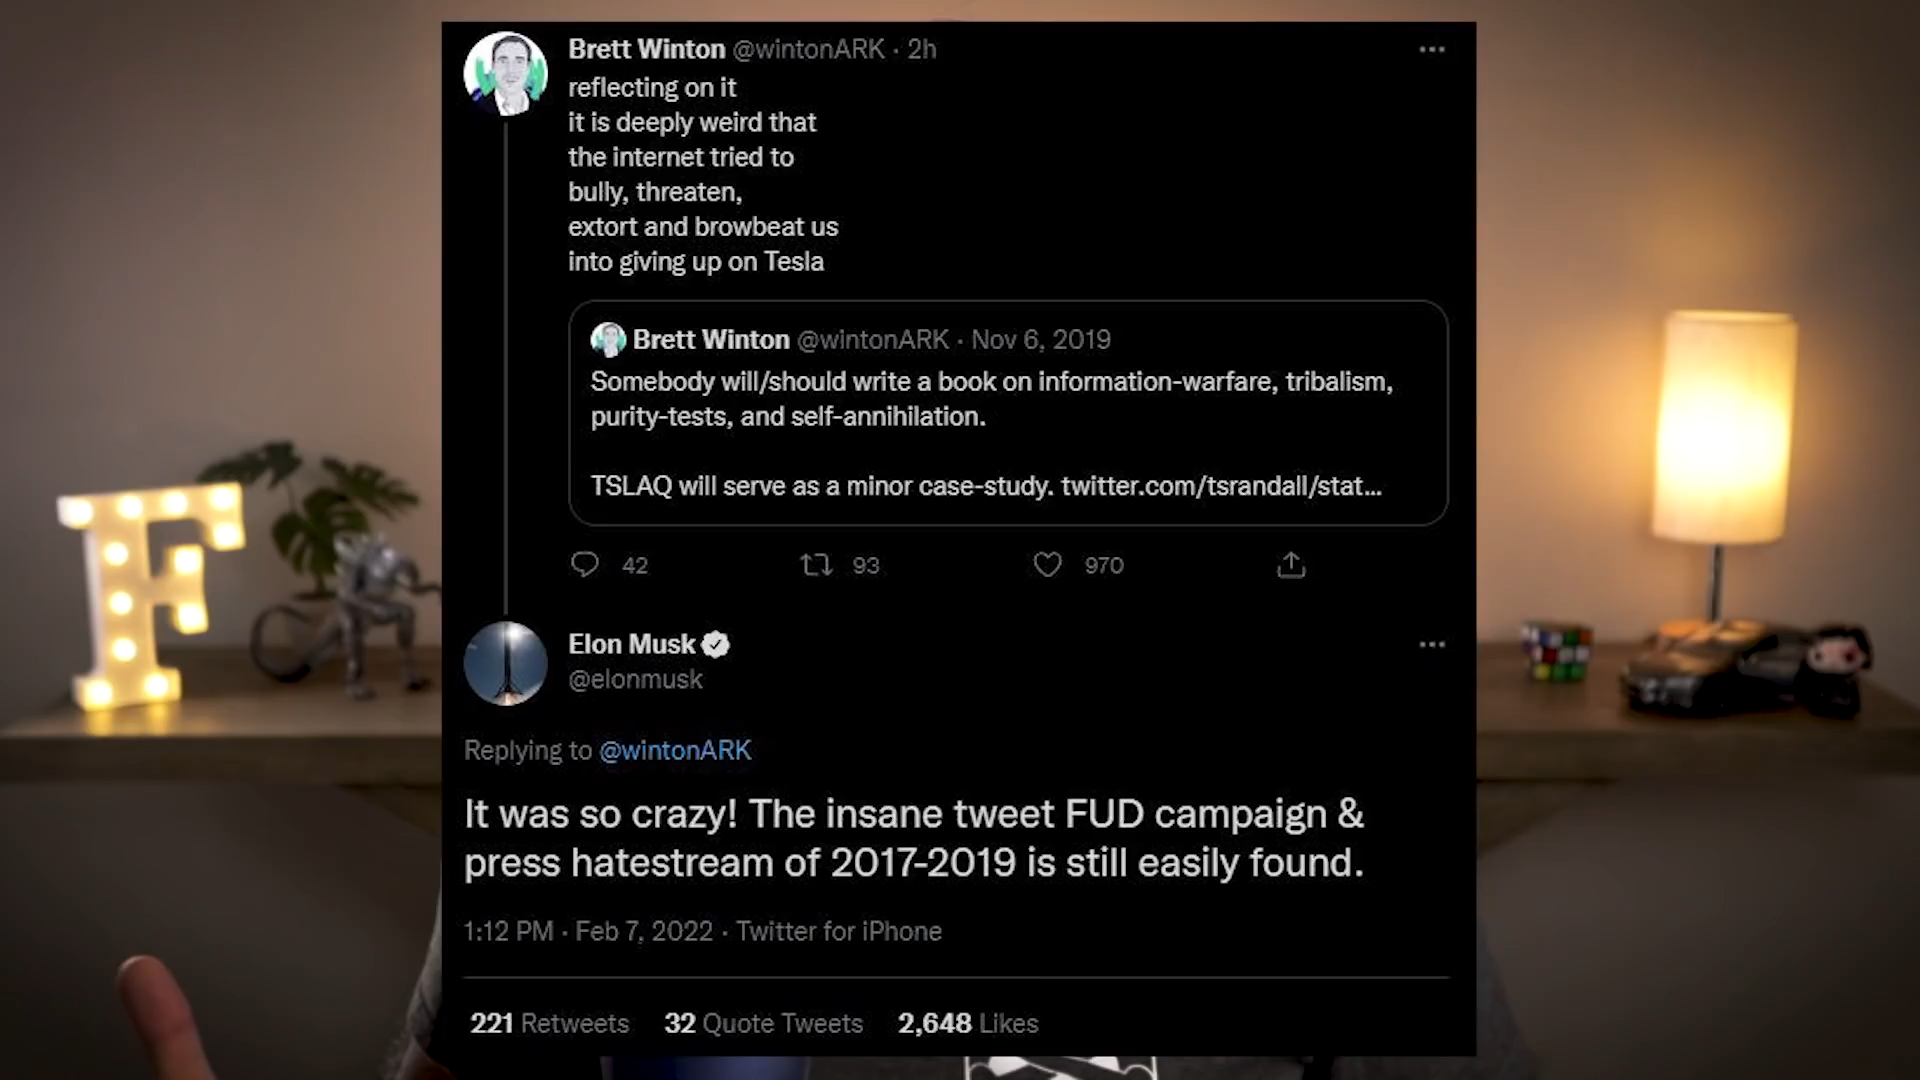 Brett Winton @wintonARK · 2h
reflecting on it
it is deeply weird that
the internet tried to
bully, threaten,
extort and browbeat us
into giving up on Tesla
Brett Winton @wintonARK · Nov 6, 2019
Somebody will/should write a book on information-warfare, tribalism,
purity-tests, and self-annihilation.
TSLAQ will serve as a minor case-study. twitter.com/tsrandall/stat...
42 93 970
Elon Musk
@elonmusk
Replying to @wintonARK
It was so crazy! The insane tweet FUD campaign &
press hatestream of 2017-2019 is still easily found.
1:12 PM · Feb 7, 2022 · Twitter for iPhone
221 Retweets 32 Quote Tweets 2,648 Likes
F